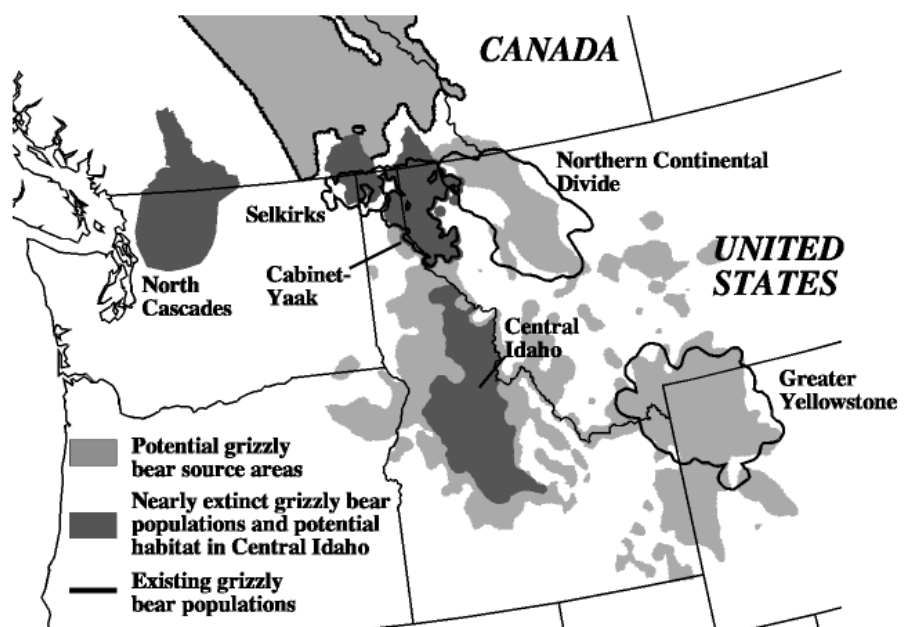 CANADA
Northern Continental
Divide
Selkirks
UNITED
STATES
North
Cascades
Cabinet-
Yaak
Central
Idaho
Greater
Yellowstone
Potential grizzly
bear source areas
Nearly extinct grizzly bear
populations and potential
habitat in Central Idaho
Existing grizzly
bear populations